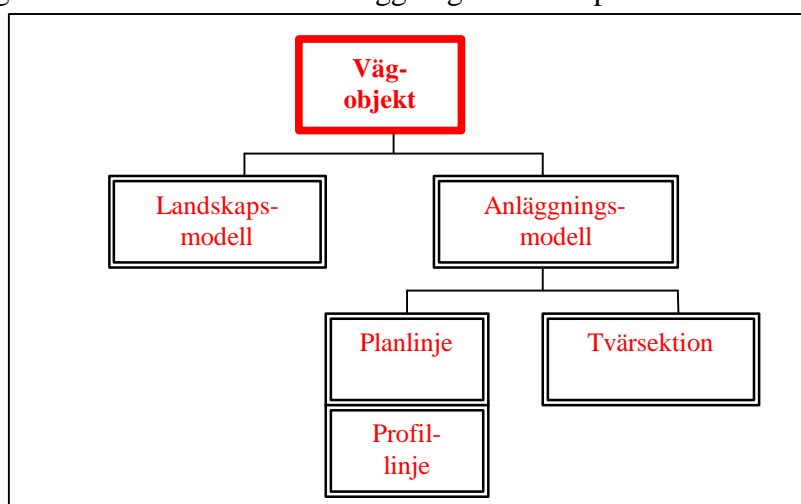 Väg-
objekt
Landskaps-
modell
Anläggnings-
modell
Planlinje
Tvärsektion
Profil-
linje